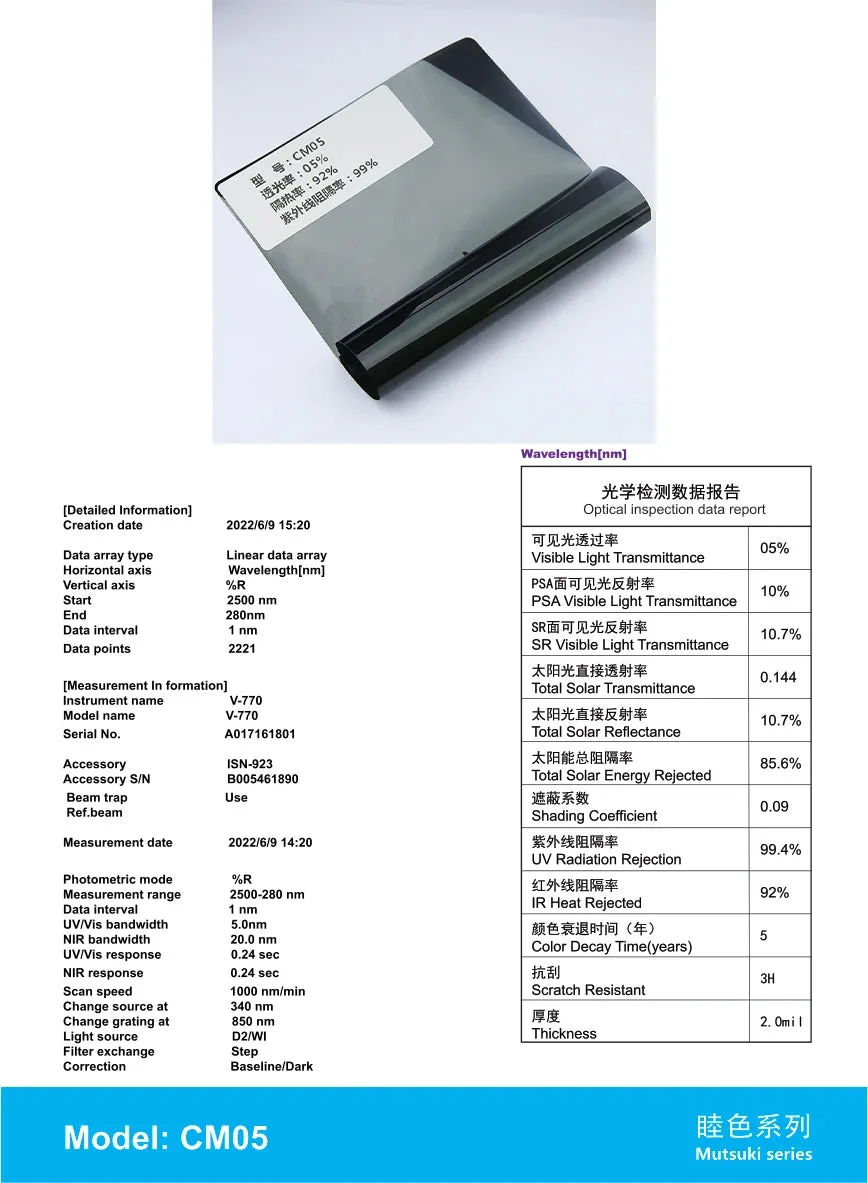 型 号：CM05
透光率：05%
隔热率：92%
紫外线阻隔率：99%
Wavelength[nm]
光学检测数据报告
Optical inspection data report
可见光透过率
Visible Light Transmittance 05%
PSA面可见光反射率
PSA Visible Light Transmittance 10%
SR面可见光反射率
SR Visible Light Transmittance 10.7%
太阳光直接透射率
Total Solar Transmittance 0.144
太阳光直接反射率
Total Solar Reflectance 10.7%
太阳能总阻隔率
Total Solar Energy Rejected 85.6%
遮蔽系数
Shading Coefficient 0.09
紫外线阻隔率
UV Radiation Rejection 99.4%
红外线阻隔率
IR Heat Rejected 92%
颜色衰退时间（年）
Color Decay Time(years) 5
抗刮
Scratch Resistant 3H
厚度
Thickness 2.0mil
[Detailed Information]
Creation date 2022/6/9 15:20
Data array type Linear data array
Horizontal axis Wavelength[nm]
Vertical axis %R
Start 2500 nm
End 280nm
Data interval 1 nm
Data points 2221
[Measurement In formation]
Instrument name V-770
Model name V-770
Serial No. A017161801
Accessory ISN-923
Accessory S/N B005461890
Beam trap Use
Ref.beam
Measurement date 2022/6/9 14:20
Photometric mode %R
Measurement range 2500-280 nm
Data interval 1 nm
UV/Vis bandwidth 5.0nm
NIR bandwidth 20.0 nm
UV/Vis response 0.24 sec
NIR response 0.24 sec
Scan speed 1000 nm/min
Change source at 340 nm
Change grating at 850 nm
Light source D2/WI
Filter exchange Step
Correction Baseline/Dark
Model: CM05
睦色系列
Mutsuki series